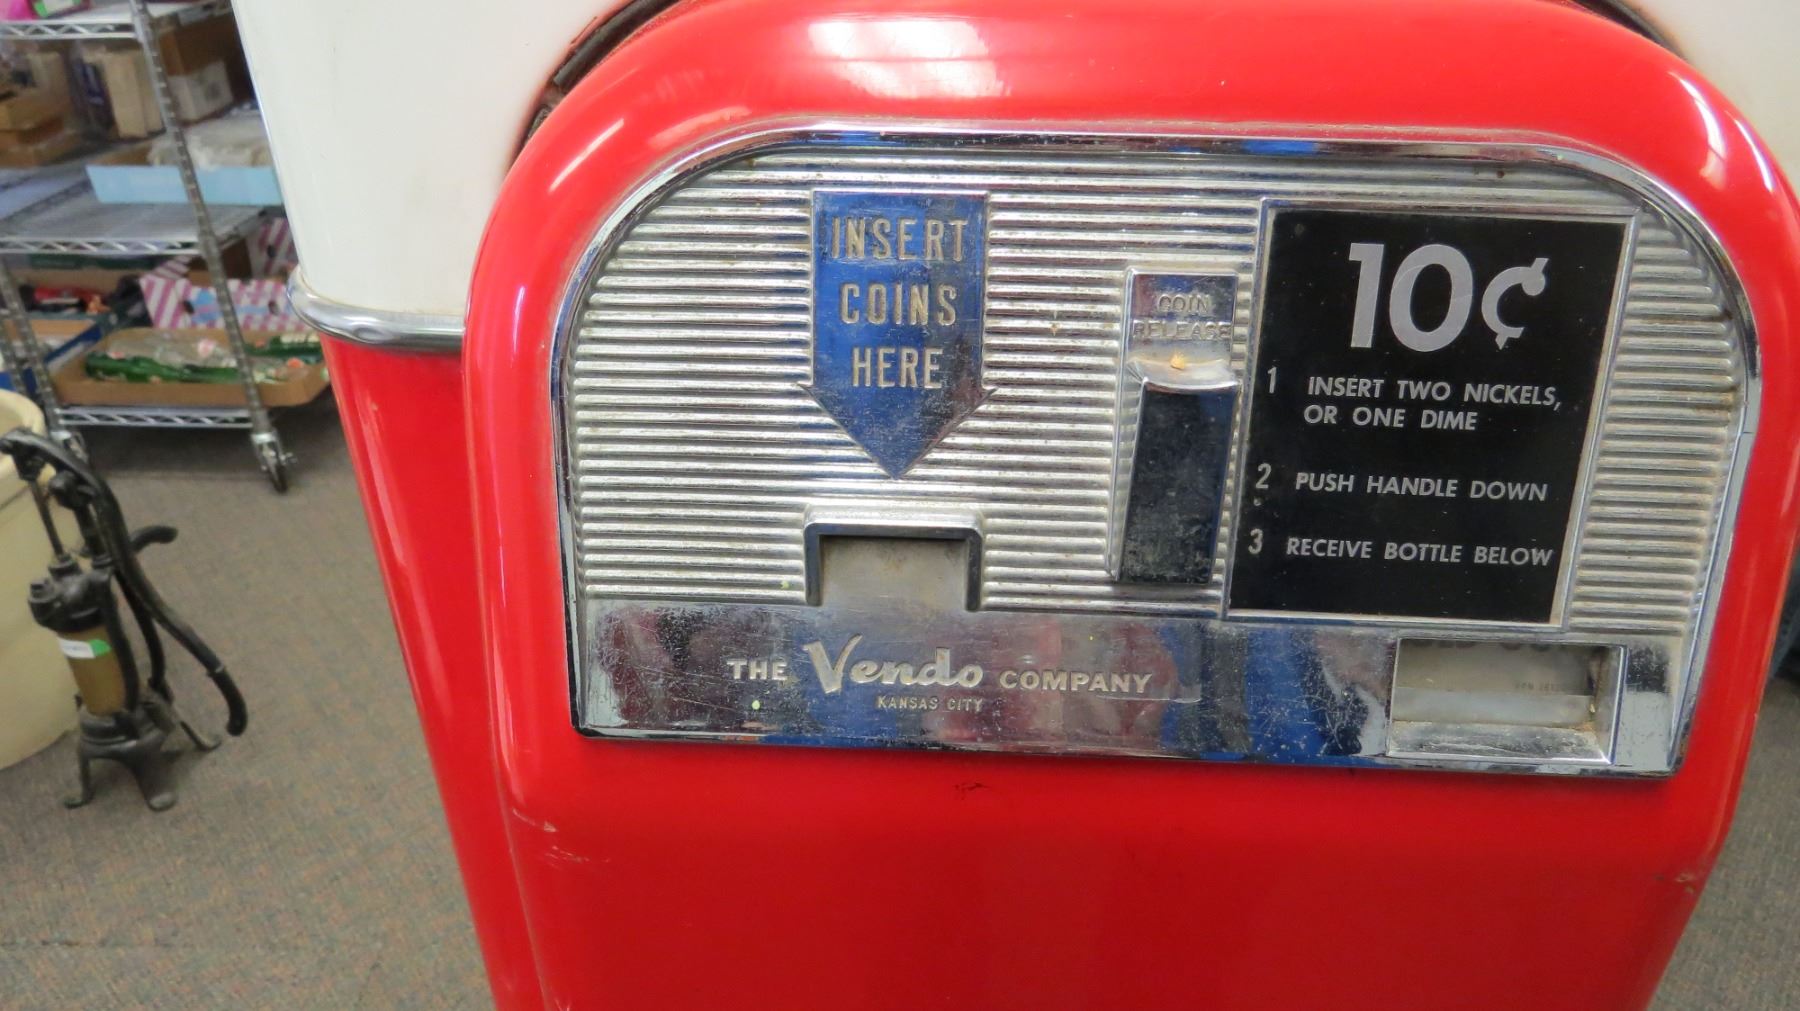 INSERT
COINS
HERE
COIN
RELEASE
10¢
1 INSERT TWO NICKELS,
OR ONE DIME
2 PUSH HANDLE DOWN
3 RECEIVE BOTTLE BELOW
THE Vendo COMPANY
KANSAS CITY